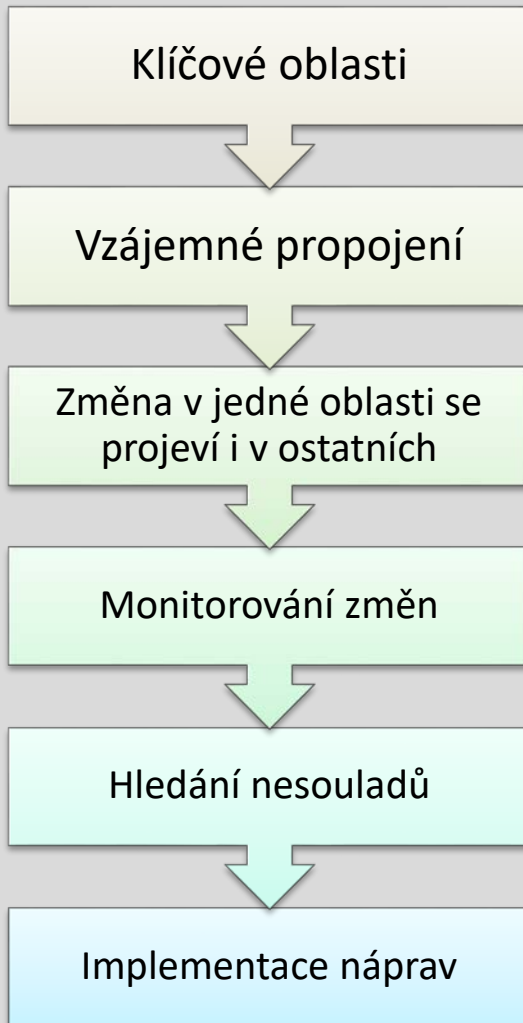 Klíčové oblasti
Vzájemné propojení
Změna v jedné oblasti se
projeví i v ostatních
Monitorování změn
Hledání nesouladů
Implementace náprav